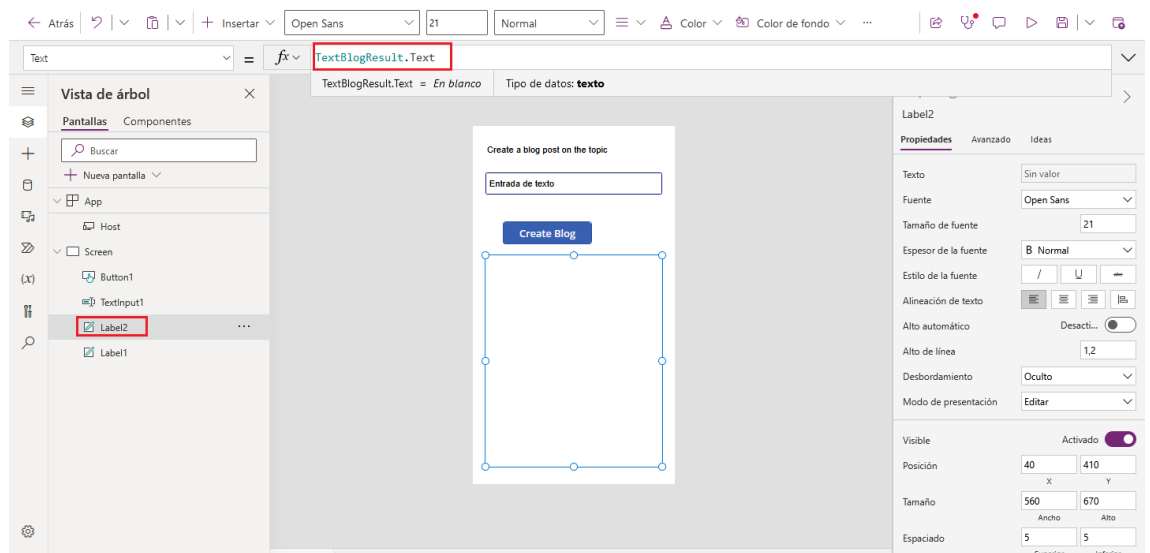 Atrás Insertar Open Sans 21 Normal Color Color de fondo ...
Text = fx TextBlogResult.Text
TextBlogResult.Text = En blanco Tipo de datos: texto
Vista de árbol
Pantallas Componentes
Buscar
Nueva pantalla
App
Host
Screen
Button1
TextInput1
Label2 ...
Label1
Create a blog post on the topic
Entrada de texto
Create Blog
Label2
Propiedades Avanzado Ideas
Texto Sin valor
Fuente Open Sans
Tamaño de fuente 21
Espesor de la fuente B Normal
Estilo de la fuente / U abc
Alineación de texto
Alto automático Desacti...
Alto de línea 1,2
Desbordamiento Oculto
Modo de presentación Editar
Visible Activado
Posición 40 410
X Y
Tamaño 560 670
Ancho Alto
Espaciado 5 5